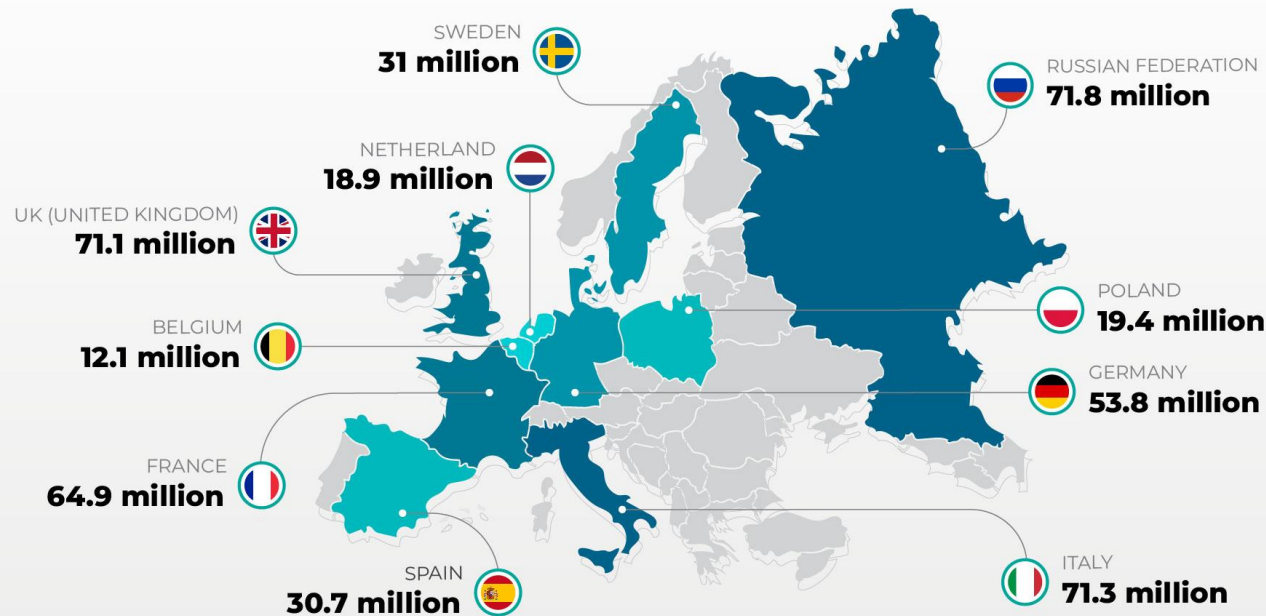 SWEDEN
31 million
RUSSIAN FEDERATION
71.8 million
NETHERLAND
18.9 million
UK (UNITED KINGDOM)
71.1 million
POLAND
19.4 million
BELGIUM
12.1 million
GERMANY
53.8 million
FRANCE
64.9 million
SPAIN
30.7 million
ITALY
71.3 million